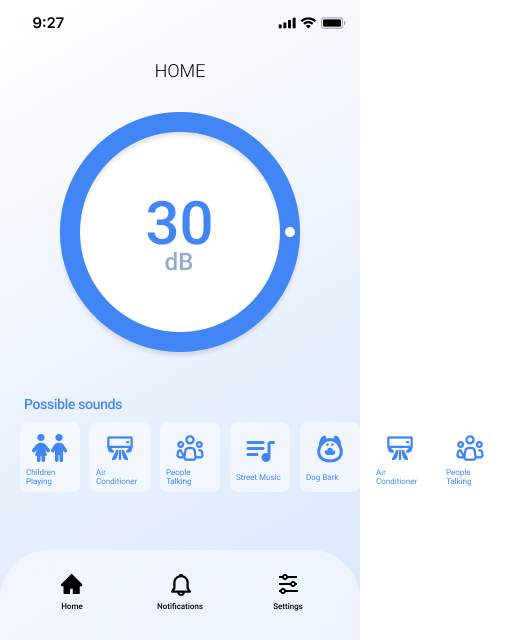 9:27
HOME
30
dB
Possible sounds
Children
Playing
Air
Conditioner
People
Talking
Street Music
Dog Bark
Air
Conditioner
People
Talking
Home
Notifications
Settings